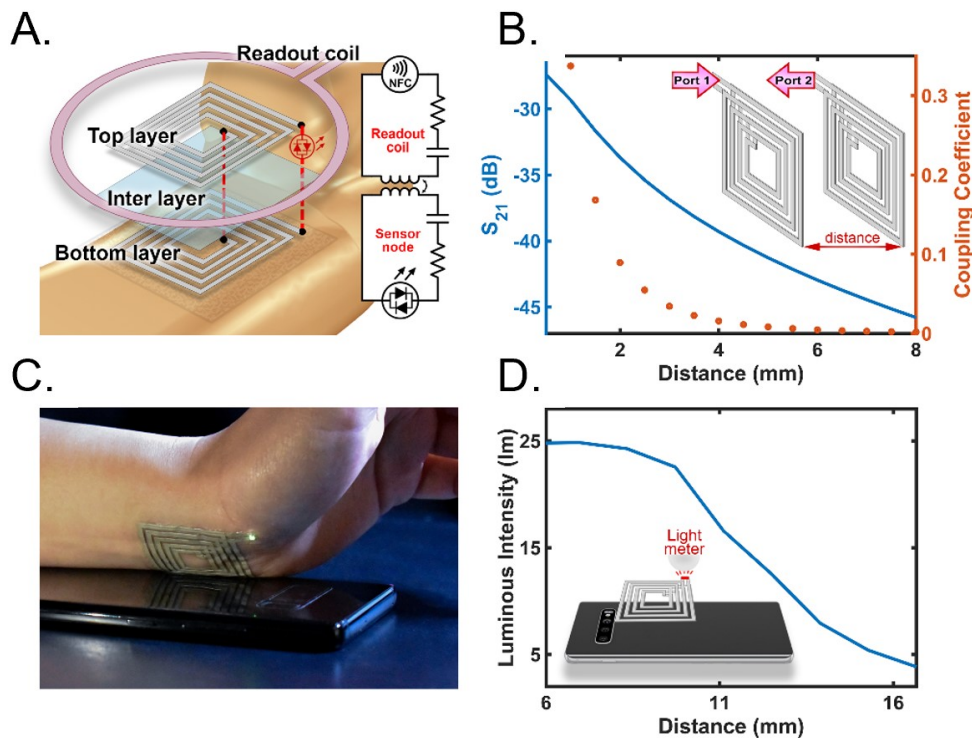 A.
Readout coil
Top layer
Inter layer
Bottom layer
NFC
Readout
coil
Sensor
node
B.
S21 (dB)
-30
-35
-40
-45
Port 1
Port 2
distance
0.3
0.2
0.1
0
Coupling Coefficient
2
4
6
8
Distance (mm)
C.
D.
Luminous Intensity (lm)
25
15
5
Light
meter
6
11
16
Distance (mm)